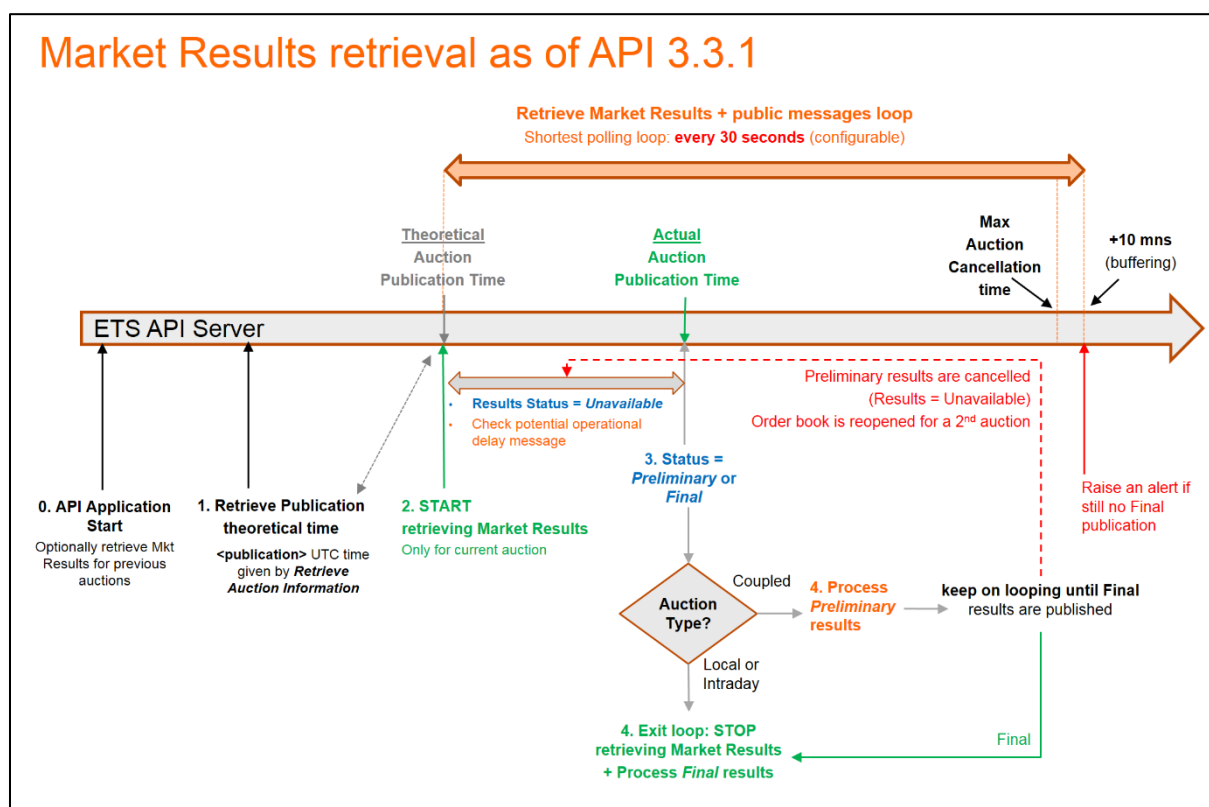 Market Results retrieval as of API 3.3.1
Retrieve Market Results + public messages loop
Shortest polling loop: every 30 seconds (configurable)
Theoretical
Auction
Publication Time
Actual
Auction
Publication Time
Max
Auction
Cancellation
time
+10 mns
(buffering)
ETS API Server
• Results Status = Unavailable
• Check potential operational
delay message
Preliminary results are cancelled
(Results = Unavailable)
Order book is reopened for a 2nd auction
3. Status =
Preliminary or
Final
0. API Application
Start
Optionally retrieve Mkt
Results for previous
auctions
1. Retrieve Publication
theoretical time
<publication> UTC time
given by Retrieve
Auction Information
2. START
retrieving Market Results
Only for current auction
Raise an alert if
still no Final
publication
Auction
Type?
Coupled
4. Process
Preliminary
results
keep on looping until Final
results are published
Local or
Intraday
4. Exit loop: STOP
retrieving Market Results
+ Process Final results
Final